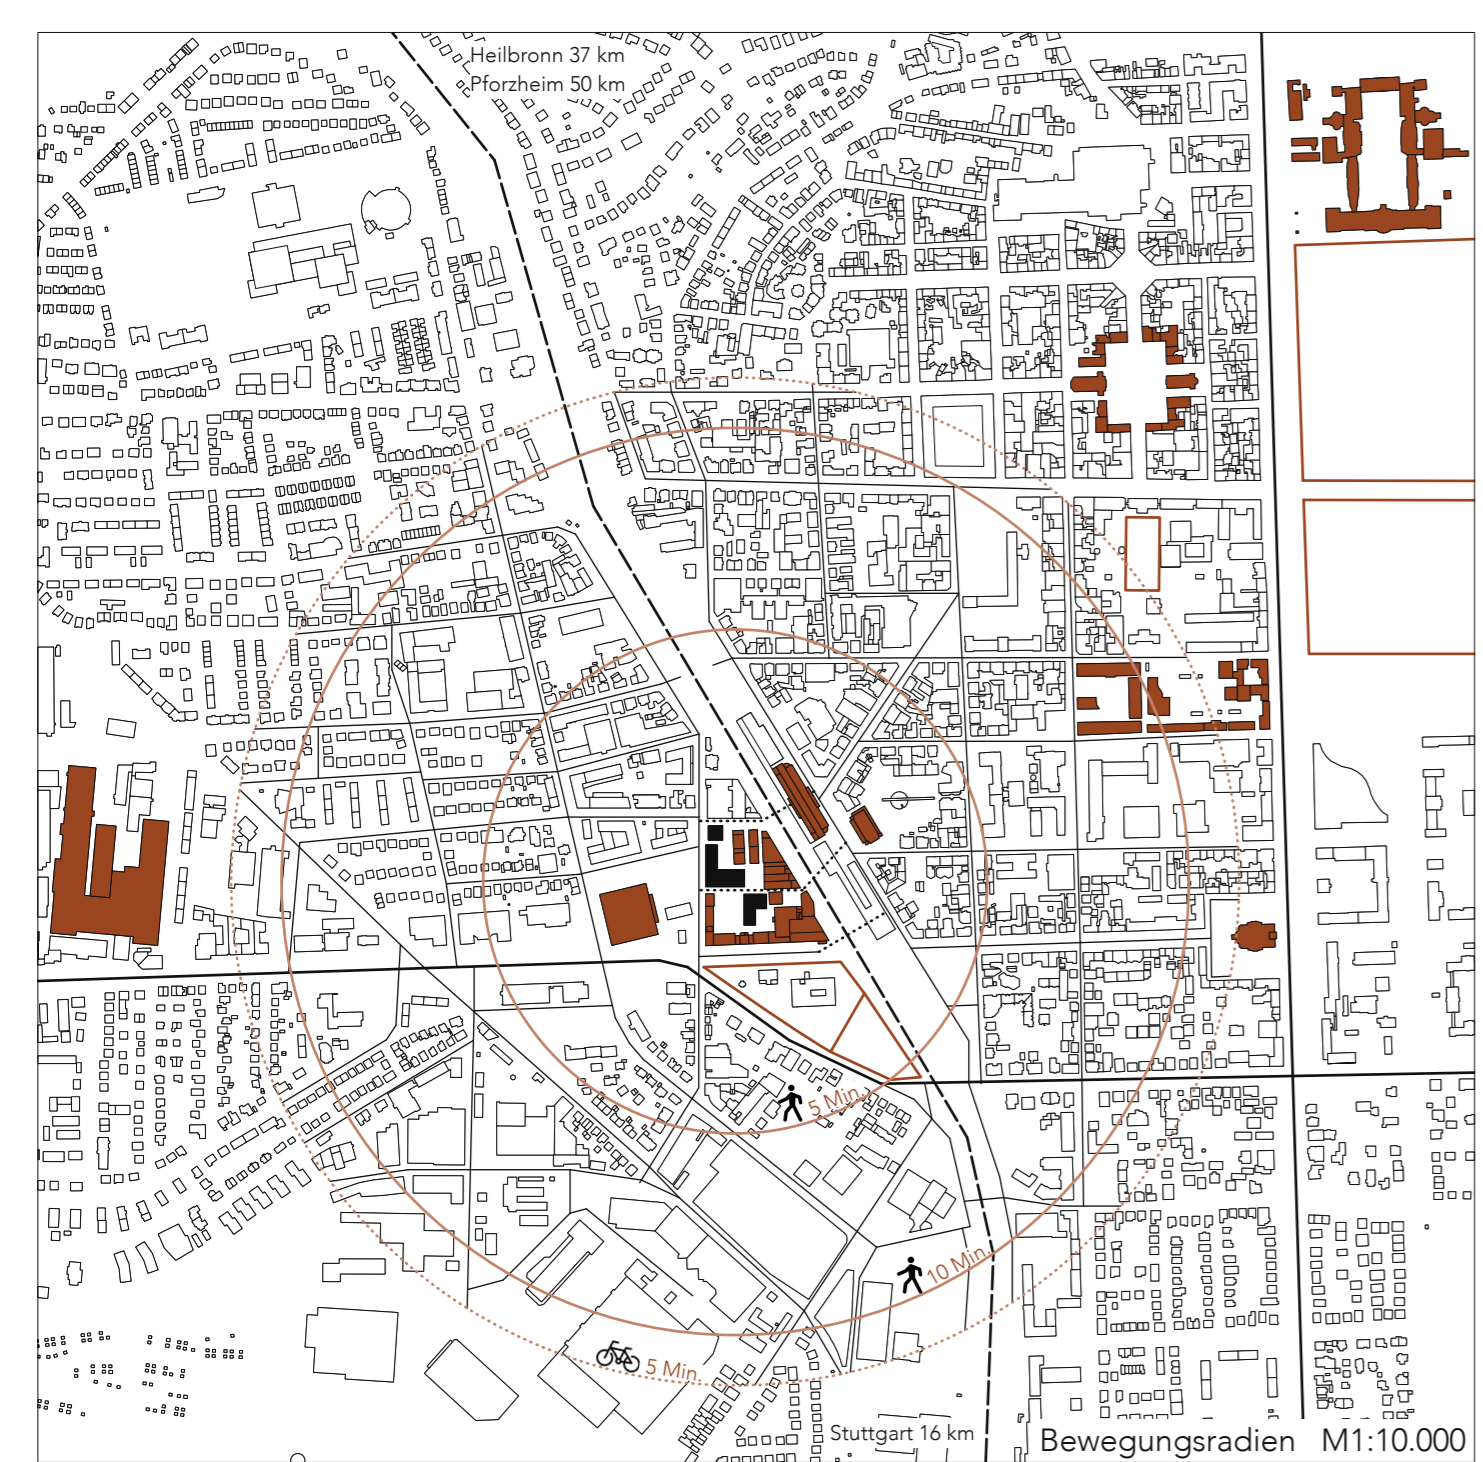 Heilbronn 37 km
Pforzheim 50 km
5 Min.
10 Min.
5 Min.
Stuttgart 16 km
Bewegungsradien M1:10.000